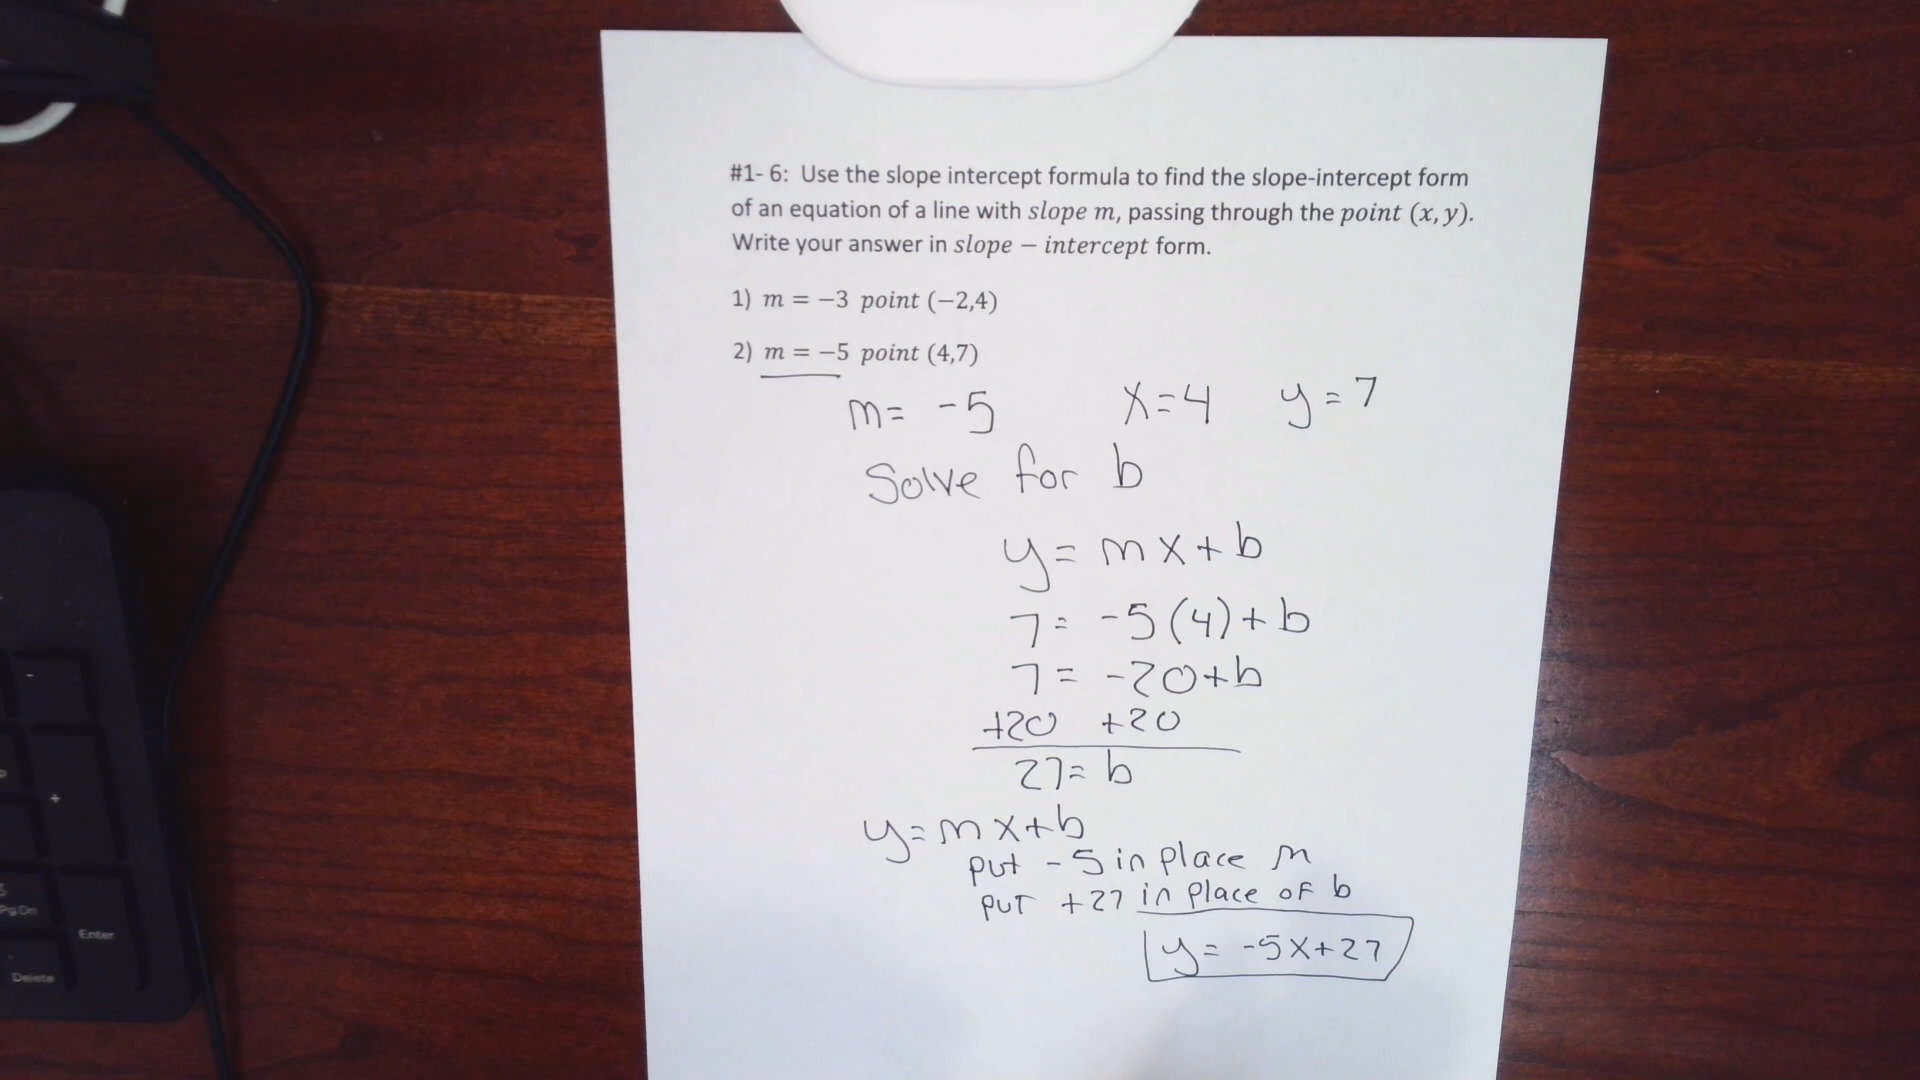 #1- 6: Use the slope intercept formula to find the slope-intercept form
of an equation of a line with slope m, passing through the point (x, y).
Write your answer in slope − intercept form.
1) m = −3 point (−2,4)
2) m = −5 point (4,7)
m= -5 x=4 y=7
Solve for b
y= mx+b
7= -5(4)+b
7= -20+b
+20 +20
27= b
y=mx+b
put -5 in place m
put +27 in place of b
y= -5x+27
-
+
PgDn
Enter
Delete